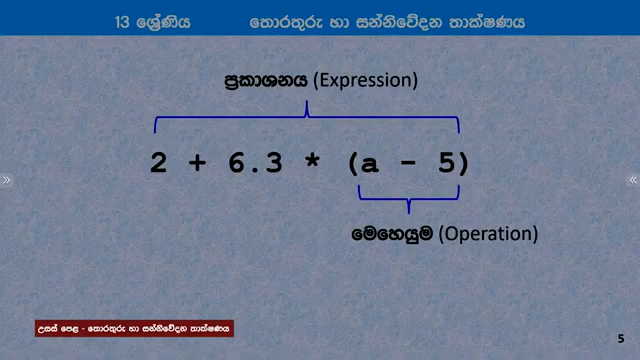 13 ශ්‍රේණිය තොරතුරු හා සන්නිවේදන තාක්ෂණය
ප්‍රකාශනය (Expression)
2 + 6.3 * (a - 5)
මෙහෙයුම (Operation)
උසස් පෙළ - තොරතුරු හා සන්නිවේදන තාක්ෂණය
5